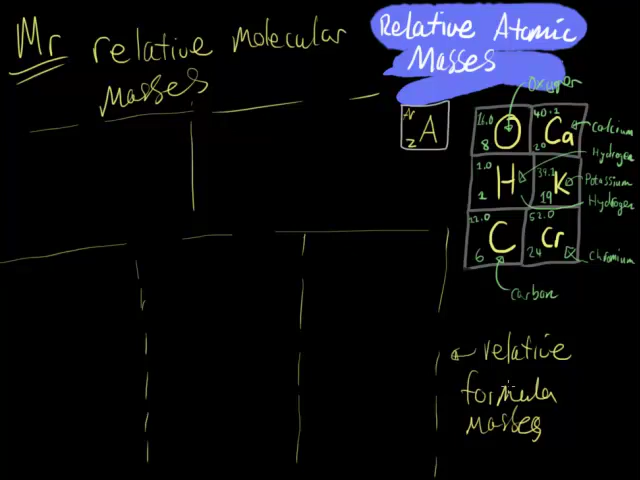 Mr relative molecular
masses
Relative Atomic
Masses
Oxygen
Ar
A
Z
16.0
O
8
40.1
Ca
20
Calcium
Hydrogen
1.0
H
1
39.1
K
19
Potassium
Hydrogen
12.0
C
6
52.0
Cr
24
Chromium
Carbon
relative
formula
masses